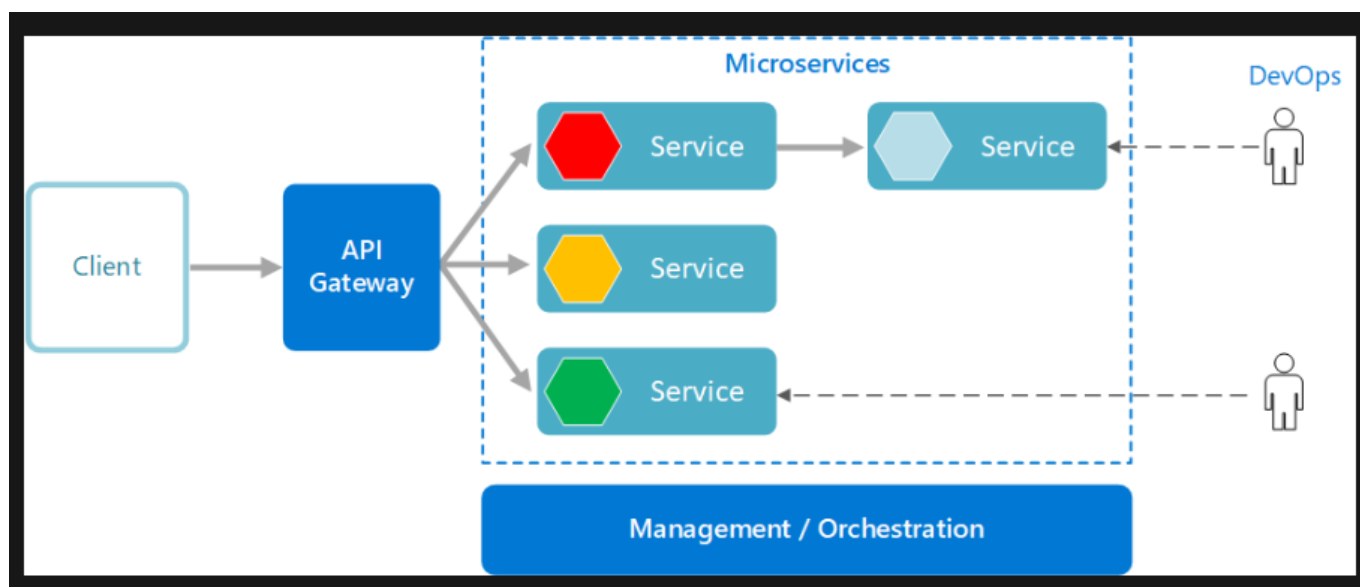 Microservices
DevOps
Service
Service
Client
API
Gateway
Service
Service
Management / Orchestration